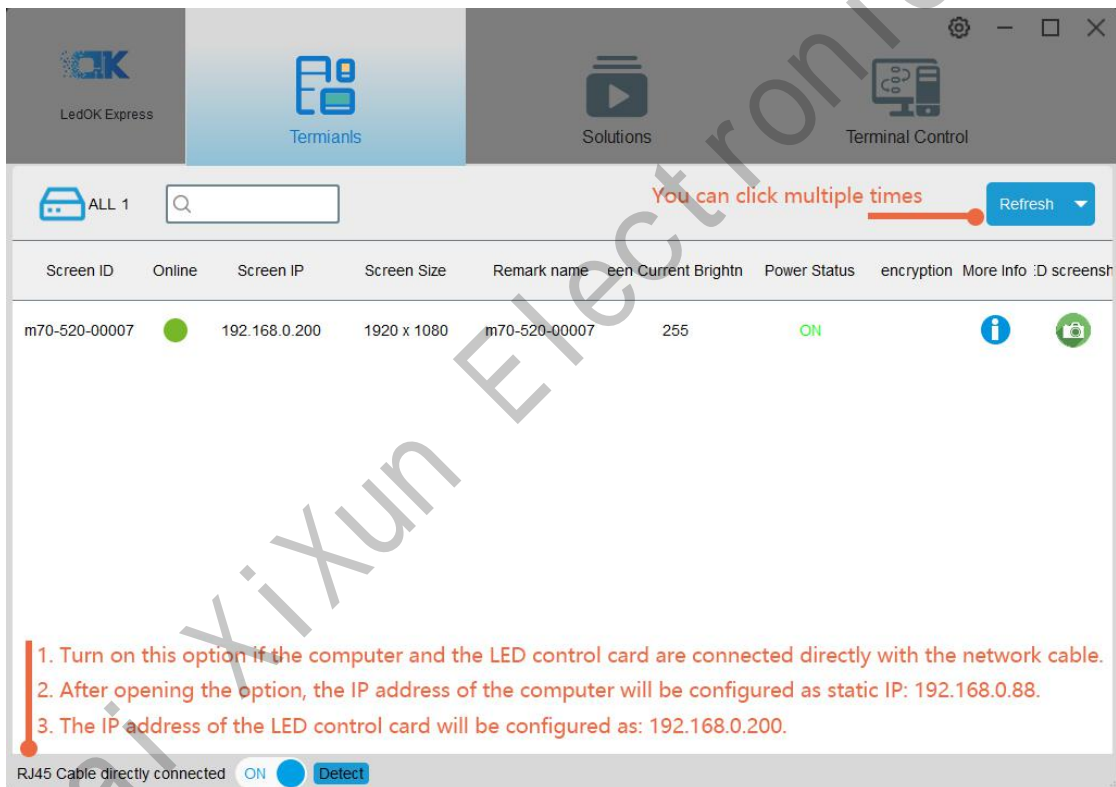 LedOK Express
Termianls
Solutions
Terminal Control
ALL 1
You can click multiple times
Refresh
Screen ID Online Screen IP Screen Size Remark name een Current Brightn Power Status encryption More Info :D screensh
m70-520-00007 192.168.0.200 1920 x 1080 m70-520-00007 255 ON
1. Turn on this option if the computer and the LED control card are connected directly with the network cable.
2. After opening the option, the IP address of the computer will be configured as static IP: 192.168.0.88.
3. The IP address of the LED control card will be configured as: 192.168.0.200.
RJ45 Cable directly connected ON Detect
ai XiXun Electronic